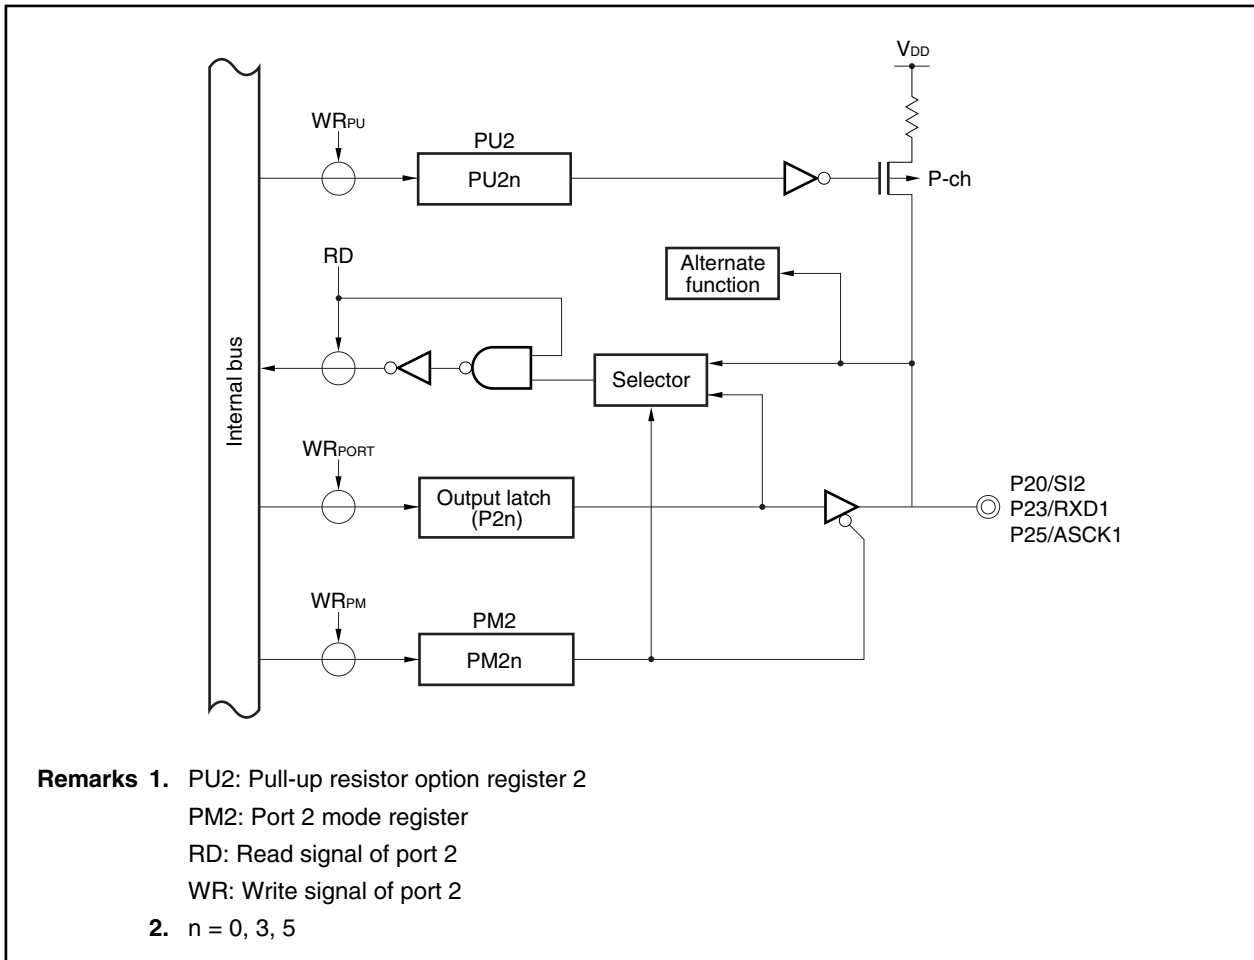 VDD
WRPU
PU2
PU2n
P-ch
RD
Alternate
function
Internal bus
Selector
WRPORT
Output latch
(P2n)
P20/SI2
P23/RXD1
P25/ASCK1
WRPM
PM2
PM2n
Remarks 1. PU2: Pull-up resistor option register 2
PM2: Port 2 mode register
RD: Read signal of port 2
WR: Write signal of port 2
2. n = 0, 3, 5